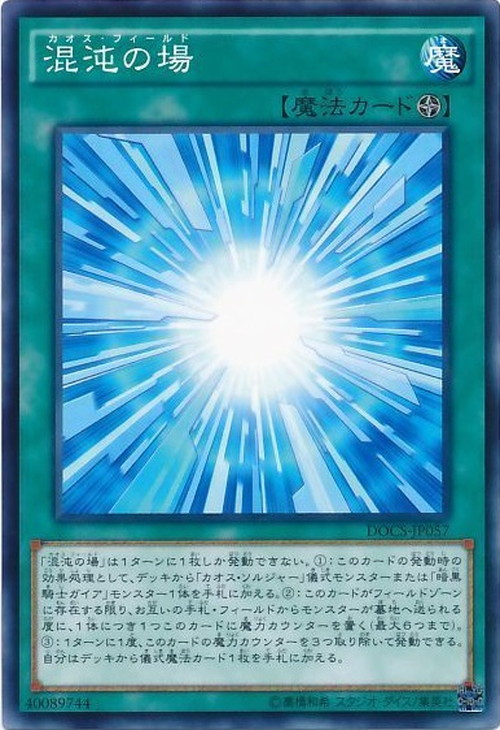 カオス・フィールド
混沌の場
魔
【魔法カード】
DOCS-JP057
「混沌の場」は1ターンに1枚しか発動できない。①:このカードの発動時の
効果処理として、デッキから「カオス・ソルジャー」儀式モンスターまたは「暗黒
騎士ガイア」モンスター1体を手札に加える。②:このカードがフィールドゾーン
に存在する限り、お互いの手札・フィールドからモンスターが墓地へ送られる
度に、1体につき1つこのカードに魔力カウンターを置く(最大6つまで)。
③:1ターンに1度、このカードの魔力カウンターを3つ取り除いて発動できる。
自分はデッキから儀式魔法カード1枚を手札に加える。
40089744
©高橋和希 スタジオ・ダイス/集英社